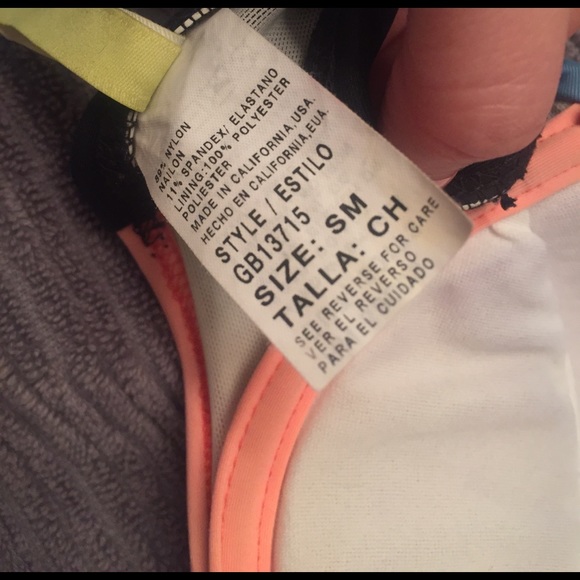 89% NYLON
NAILON
11% SPANDEX/ ELASTANO
LINING:100% POLYESTER
POLIESTER
MADE IN CALIFORNIA,USA.
HECHO EN CALIFORNIA,EUA.
STYLE / ESTILO
GB13715
SIZE: SM
TALLA: CH
SEE REVERSE FOR CARE
VER EL REVERSO
PARA EL CUIDADO